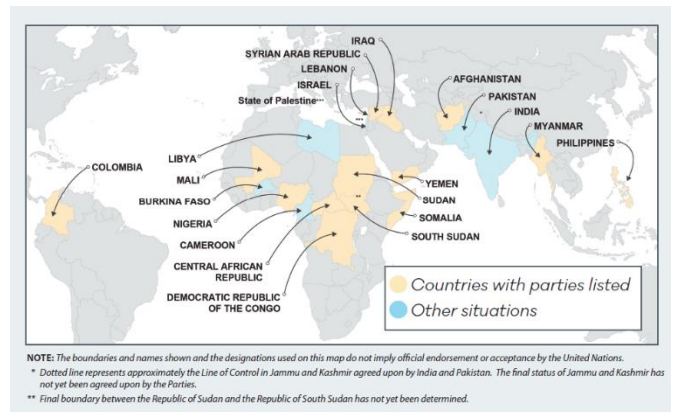 IRAQ
SYRIAN ARAB REPUBLIC
LEBANON
ISRAEL
State of Palestine***
***
AFGHANISTAN
PAKISTAN
*
INDIA
MYANMAR
PHILIPPINES
COLOMBIA
LIBYA
MALI
BURKINA FASO
NIGERIA
CAMEROON
CENTRAL AFRICAN
REPUBLIC
DEMOCRATIC REPUBLIC
OF THE CONGO
YEMEN
SUDAN
**
SOMALIA
SOUTH SUDAN
Countries with parties listed
Other situations
NOTE: The boundaries and names shown and the designations used on this map do not imply official endorsement or acceptance by the United Nations.
* Dotted line represents approximately the Line of Control in Jammu and Kashmir agreed upon by India and Pakistan. The final status of Jammu and Kashmir has
not yet been agreed upon by the Parties.
** Final boundary between the Republic of Sudan and the Republic of South Sudan has not yet been determined.